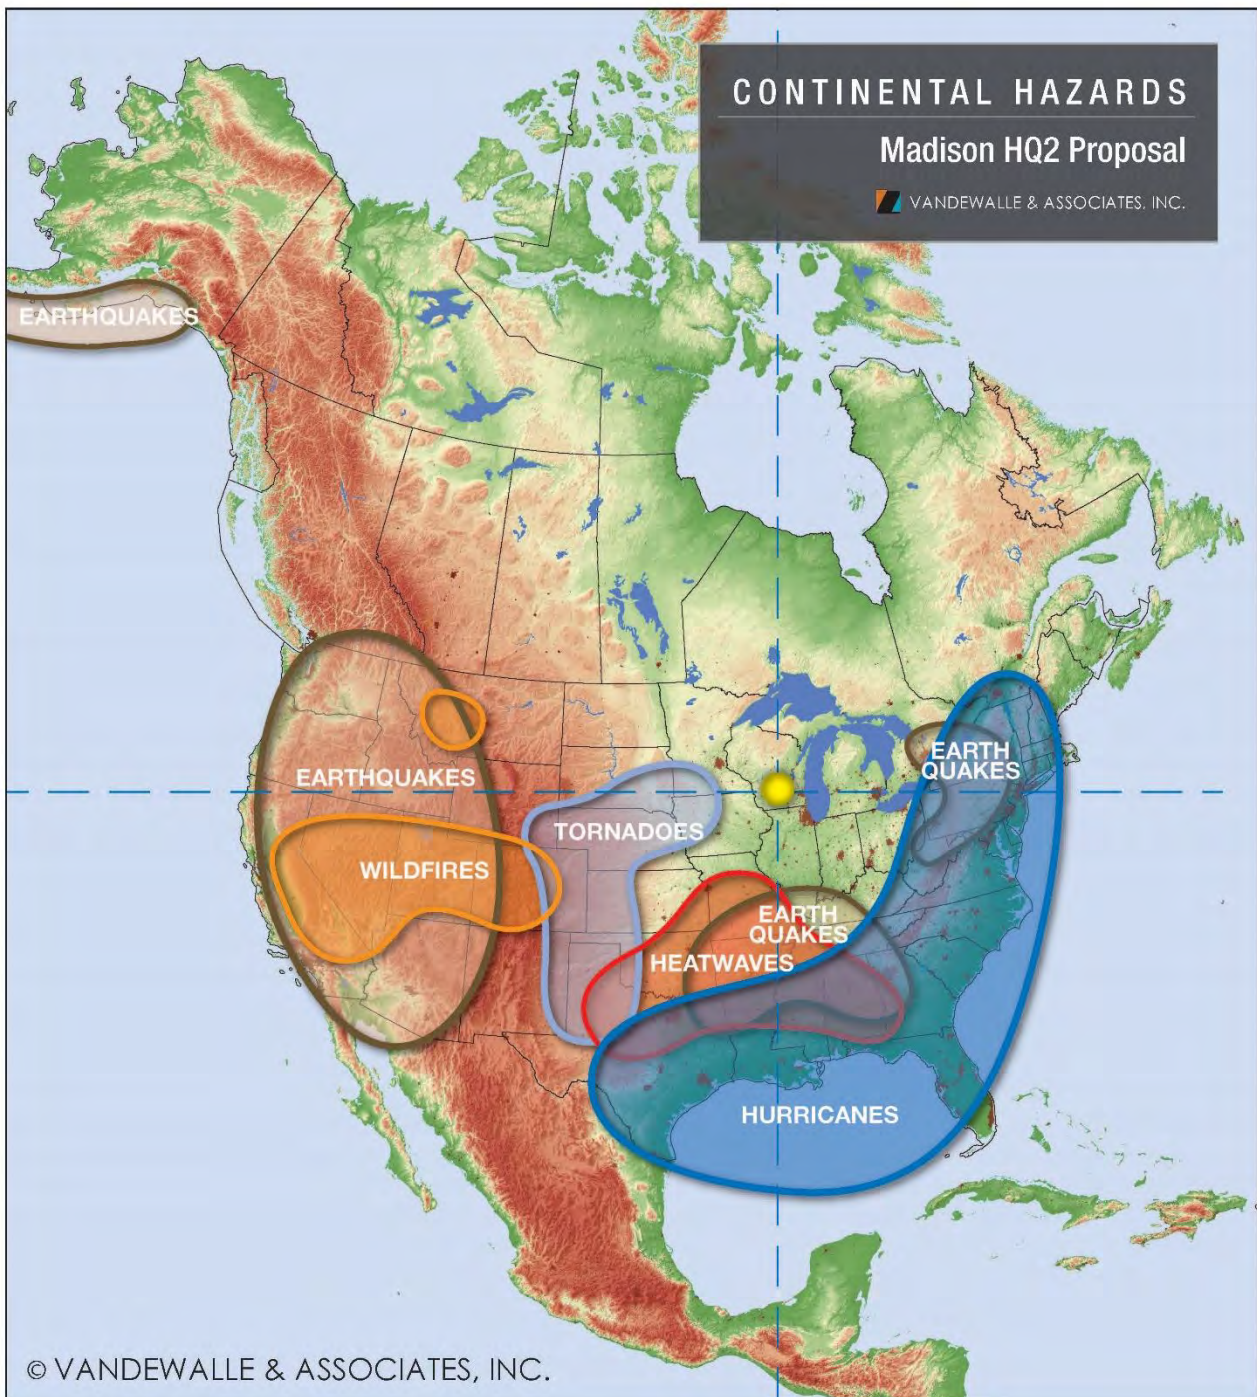 CONTINENTAL HAZARDS
Madison HQ2 Proposal
VANDEWALLE & ASSOCIATES, INC.
EARTHQUAKES
EARTHQUAKES
WILDFIRES
TORNADOES
EARTH
QUAKES
EARTH
QUAKES
HEATWAVES
HURRICANES
© VANDEWALLE & ASSOCIATES, INC.